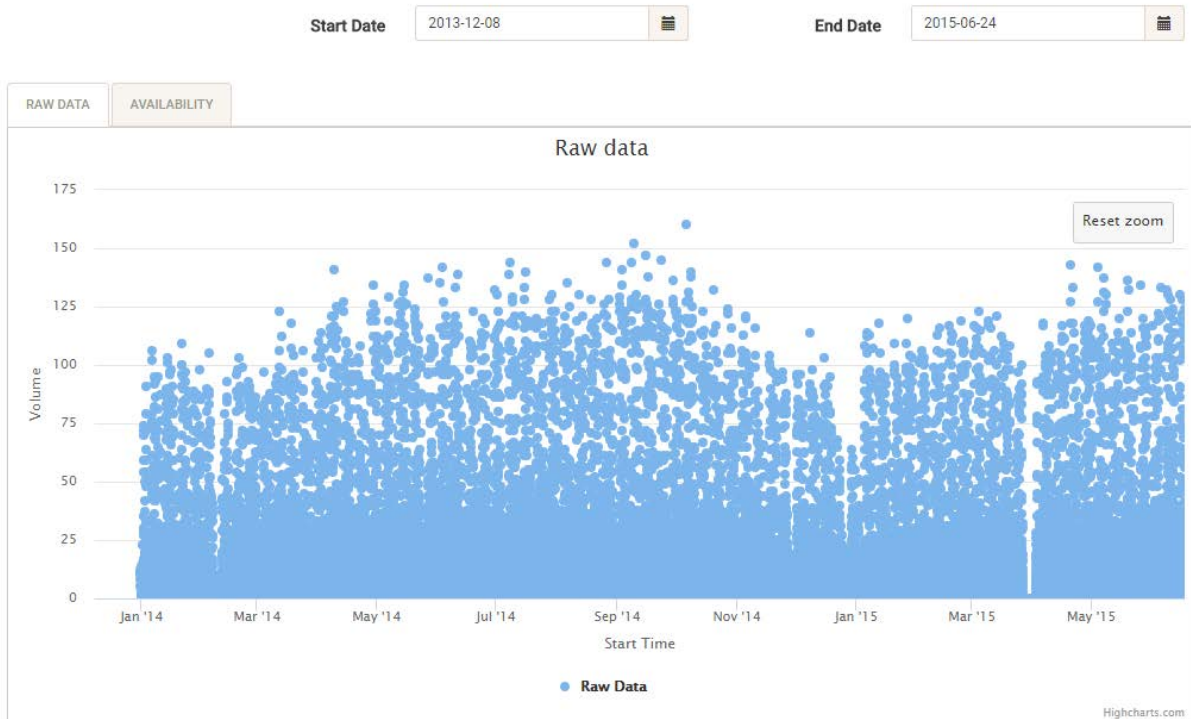 Start Date 2013-12-08 End Date 2015-06-24
RAW DATA AVAILABILITY
Raw data
175
Reset zoom
150
125
100
75
50
25
0
Volume
Jan '14 Mar '14 May '14 Jul '14 Sep '14 Nov '14 Jan '15 Mar '15 May '15
Start Time
Raw Data
Highcharts.com